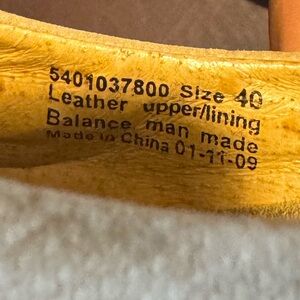 5401037800 Size 40
Leather upper/lining
Balance man made
Made in China 01-11-09